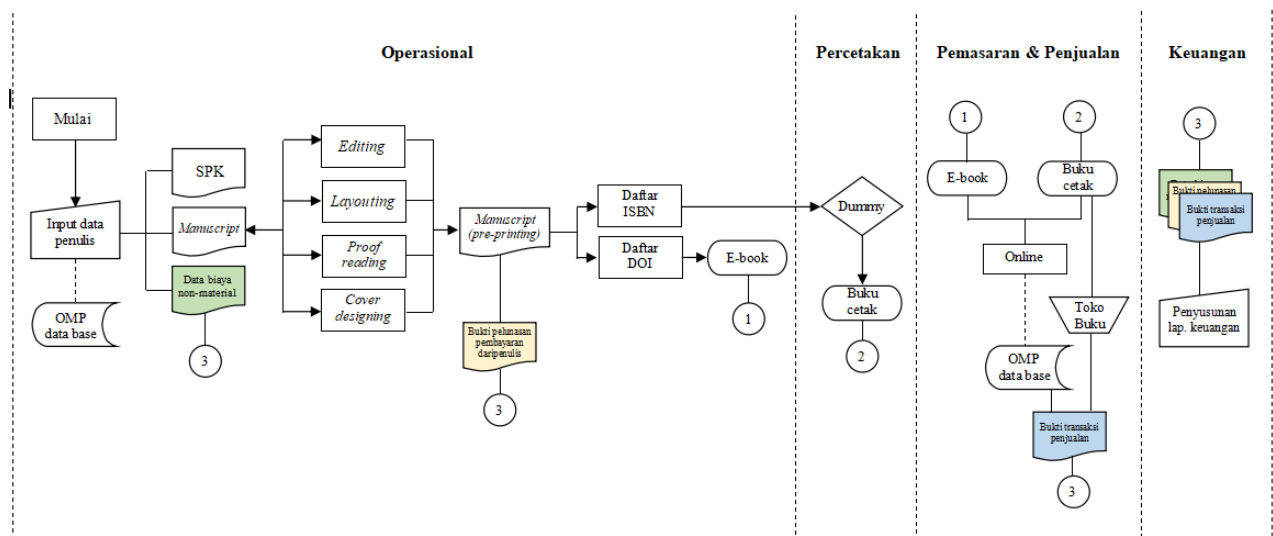 Operasional
Percetakan
Pemasaran & Penjualan
Keuangan
Mulai
Input data
penulis
OMP
data base
SPK
Manuscript
Data biaya
non-material
3
Editing
Layouting
Proof
reading
Cover
designing
Manuscript
(pre-printing)
Bukti pelunasan
pembayaran
daripenulis
3
Daftar
ISBN
Daftar
DOI
E-book
1
Dummy
Buku
cetak
2
1
E-book
2
Buku
cetak
Online
Toko
Buku
OMP
data base
Bukti transaksi
penjualan
3
3
Bukti pelunasan
Bukti transaksi
penjualan
Penyusunan
lap. keuangan